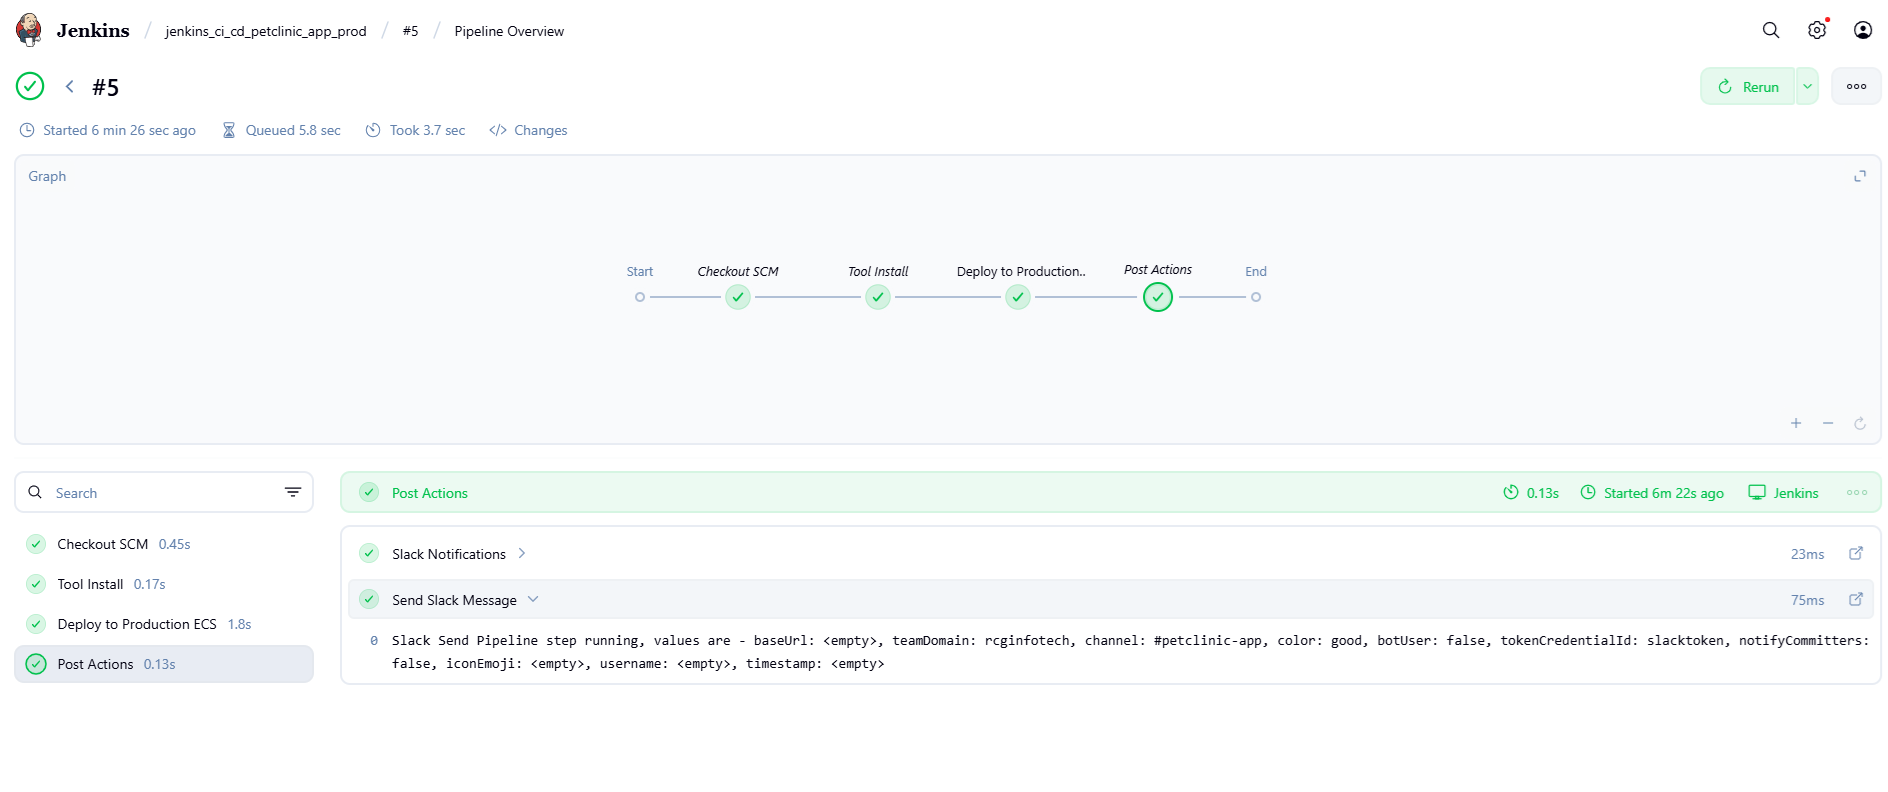 Jenkins / jenkins_ci_cd_petclinic_app_prod / #5 / Pipeline Overview
#5
Rerun
Started 6 min 26 sec ago Queued 5.8 sec Took 3.7 sec </> Changes
Graph
Start Checkout SCM Tool Install Deploy to Production.. Post Actions End
Search
Checkout SCM 0.45s
Tool Install 0.17s
Deploy to Production ECS 1.8s
Post Actions 0.13s
Post Actions 0.13s Started 6m 22s ago Jenkins
Slack Notifications 23ms
Send Slack Message 75ms
0 Slack Send Pipeline step running, values are - baseUrl: <empty>, teamDomain: rcginfotech, channel: #petclinic-app, color: good, botUser: false, tokenCredentialId: slacktoken, notifyCommitters:
false, iconEmoji: <empty>, username: <empty>, timestamp: <empty>